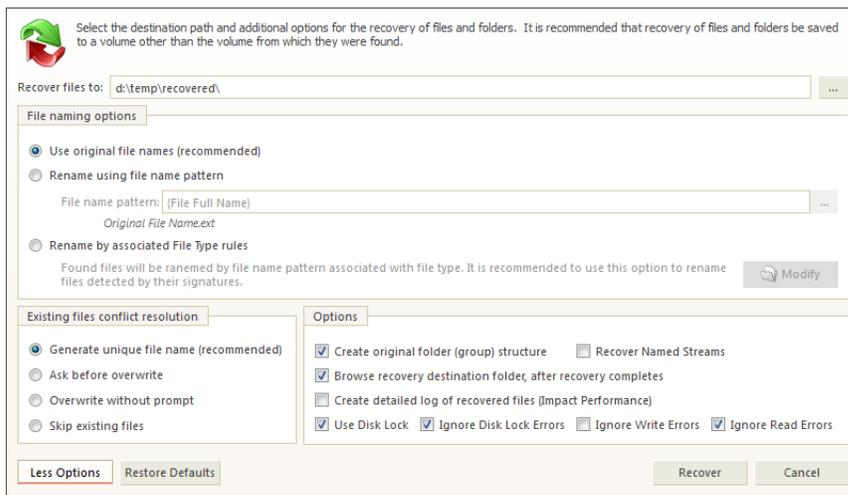 Select the destination path and additional options for the recovery of files and folders. It is recommended that recovery of files and folders be saved
to a volume other than the volume from which they were found.
Recover files to: d:\temp\recovered\ ...
File naming options
Use original file names (recommended)
Rename using file name pattern
File name pattern: {File Full Name} ...
Original File Name.ext
Rename by associated File Type rules
Found files will be ranemed by file name pattern associated with file type. It is recommended to use this option to rename
files detected by their signatures.
Modify
Existing files conflict resolution
Generate unique file name (recommended)
Ask before overwrite
Overwrite without prompt
Skip existing files
Options
Create original folder (group) structure Recover Named Streams
Browse recovery destination folder, after recovery completes
Create detailed log of recovered files (Impact Performance)
Use Disk Lock Ignore Disk Lock Errors Ignore Write Errors Ignore Read Errors
Less Options Restore Defaults Recover Cancel